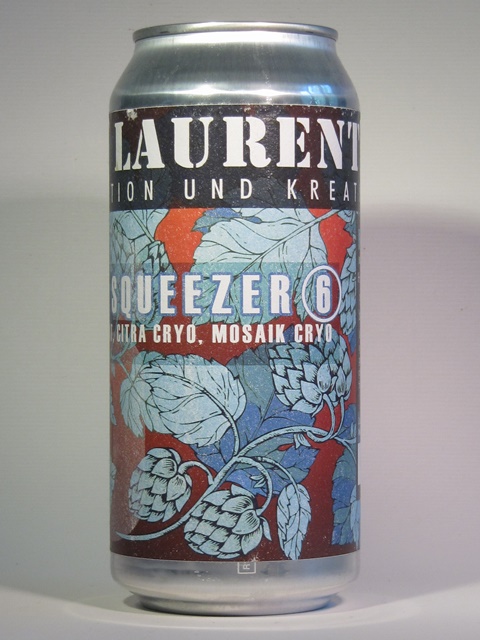 LAURENT
TION UND KREAT
SQUEEZER 6
, CITRA CRYO, MOSAIK CRYO
R